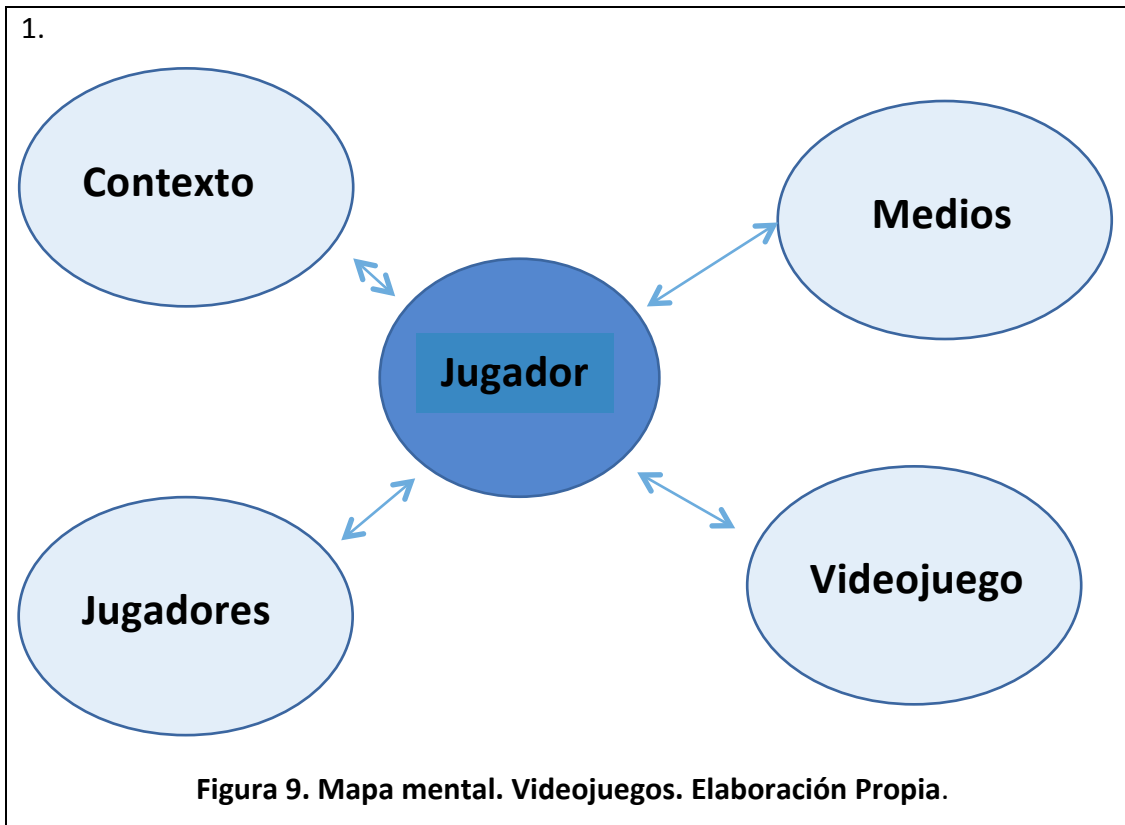 1.
Contexto
Medios
Jugador
Jugadores
Videojuego
Figura 9. Mapa mental. Videojuegos. Elaboración Propia.